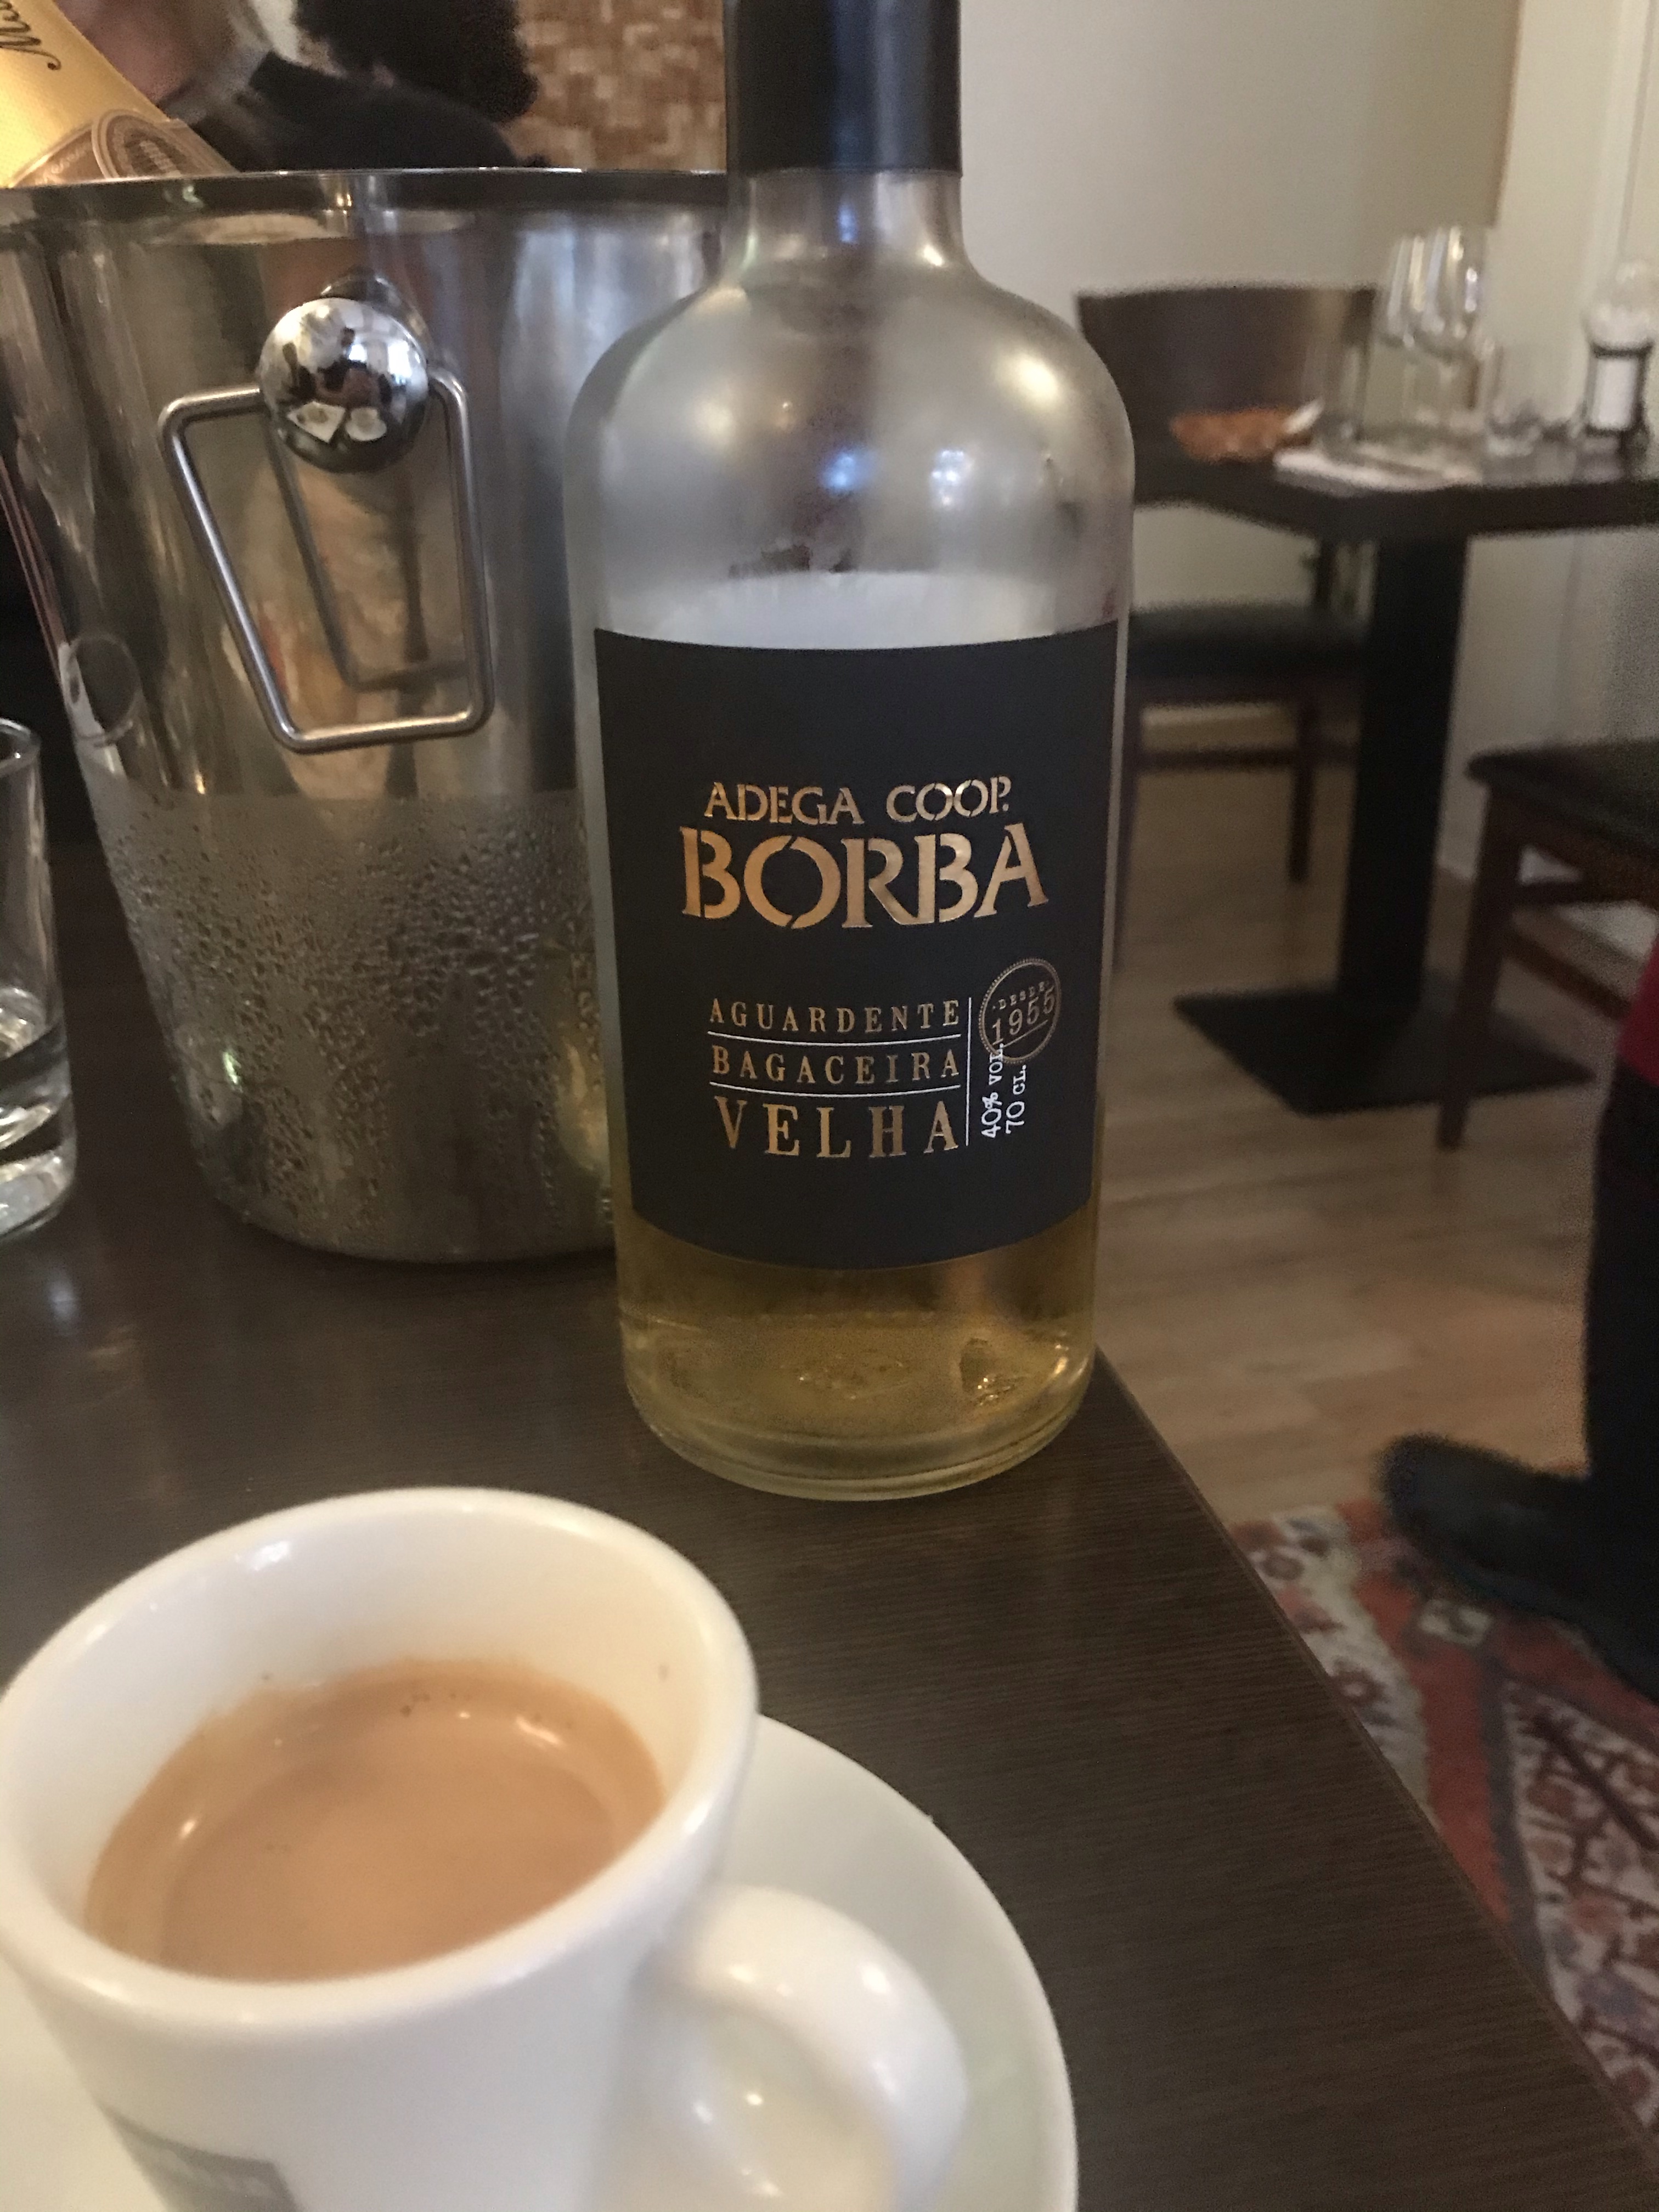 ADEGA COOP.
BORBA
AGUARDENTE
BAGACEIRA
VELHA
·DESDE·
1955
40% VOL.
70 CL.